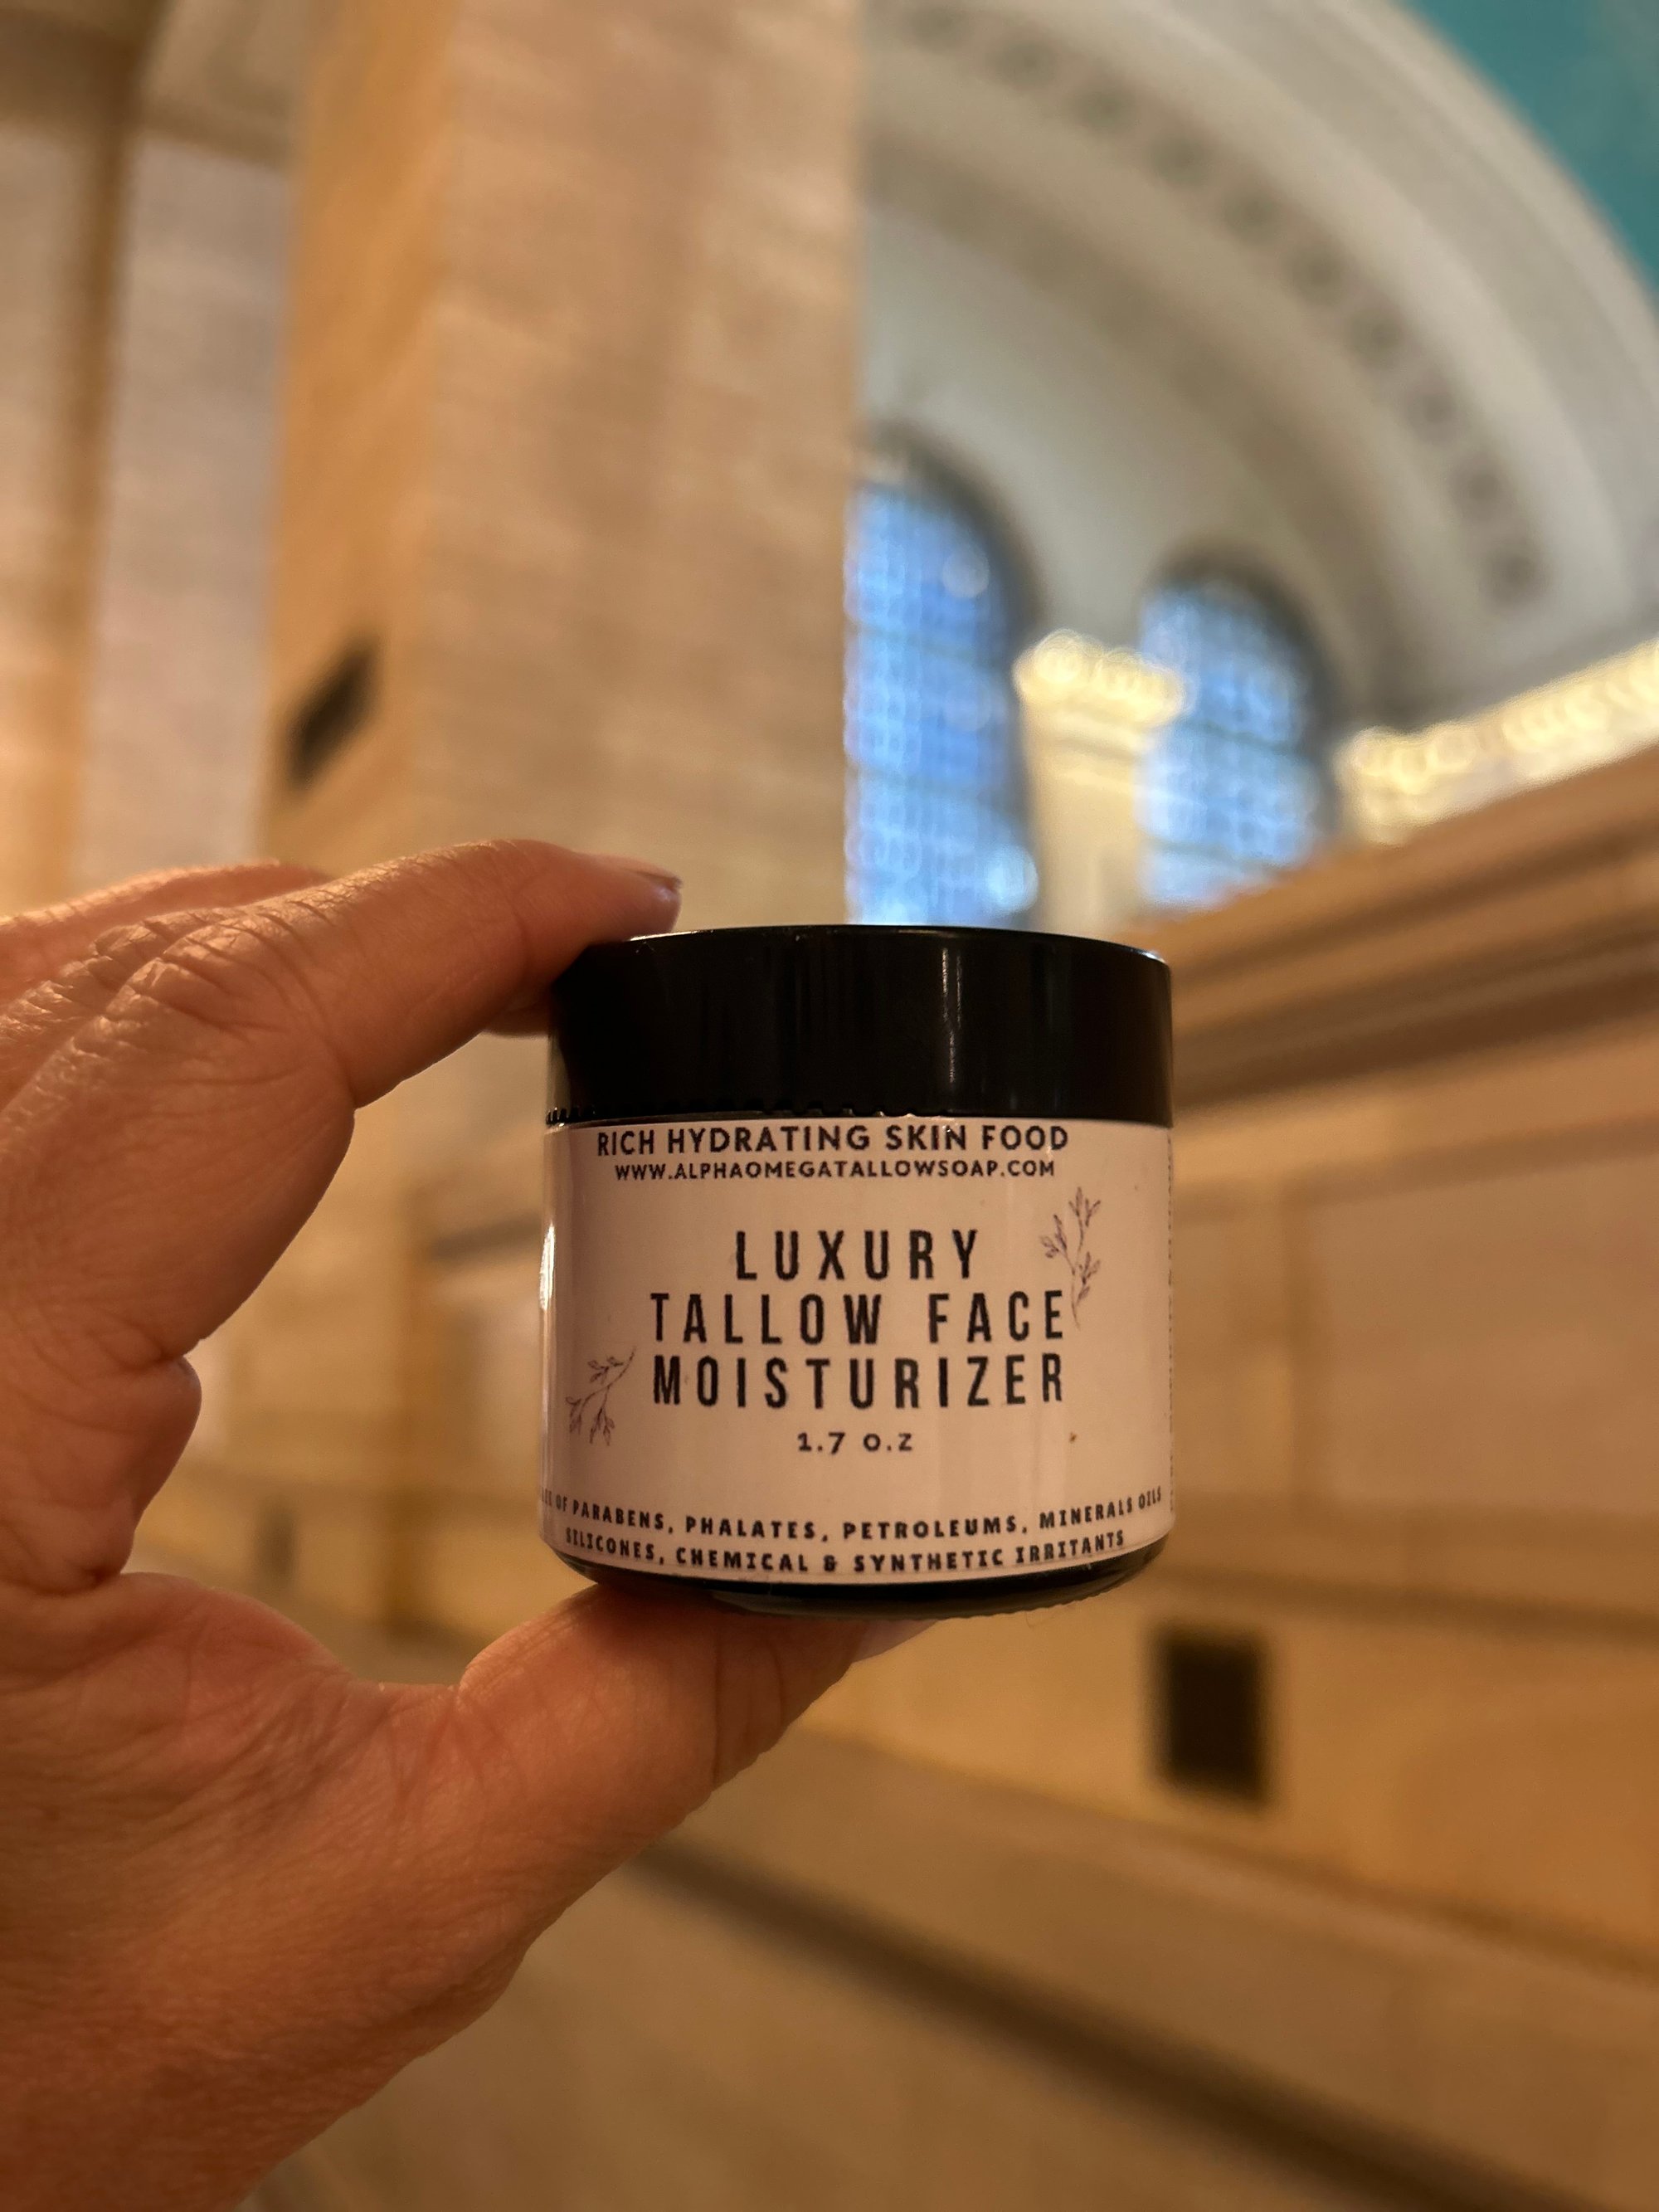 RICH HYDRATING SKIN FOOD
WWW.ALPHAOMEGATALLOWSOAP.COM
LUXURY
TALLOW FACE
MOISTURIZER
1.7 O.Z
OF PARABENS, PHALATES, PETROLEUMS, MINERALS OILS
SILICONES, CHEMICAL & SYNTHETIC IRRITANTS